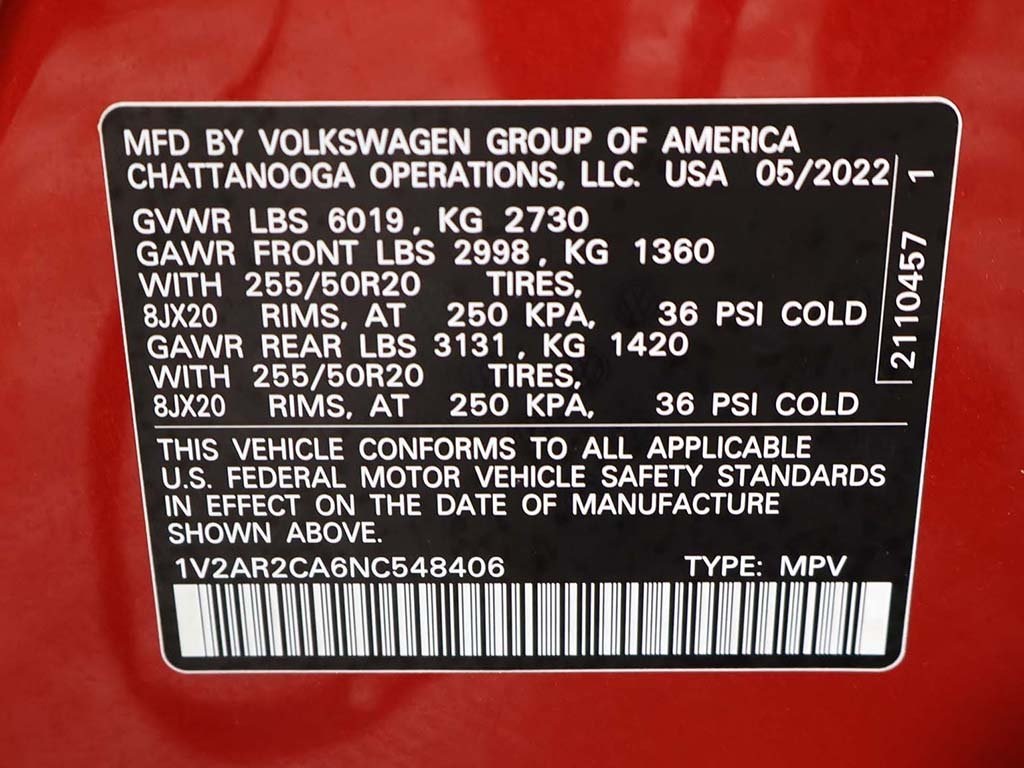 MFD BY VOLKSWAGEN GROUP OF AMERICA
CHATTANOOGA OPERATIONS, LLC. USA 05/2022
GVWR LBS 6019, KG 2730
GAWR FRONT LBS 2998, KG 1360
WITH 255/50R20 TIRES,
8JX20 RIMS, AT 250 KPA, 36 PSI COLD
GAWR REAR LBS 3131, KG 1420
WITH 255/50R20 TIRES,
8JX20 RIMS, AT 250 KPA, 36 PSI COLD
2110457 1
THIS VEHICLE CONFORMS TO ALL APPLICABLE
U.S. FEDERAL MOTOR VEHICLE SAFETY STANDARDS
IN EFFECT ON THE DATE OF MANUFACTURE
SHOWN ABOVE.
1V2AR2CA6NC548406 TYPE: MPV